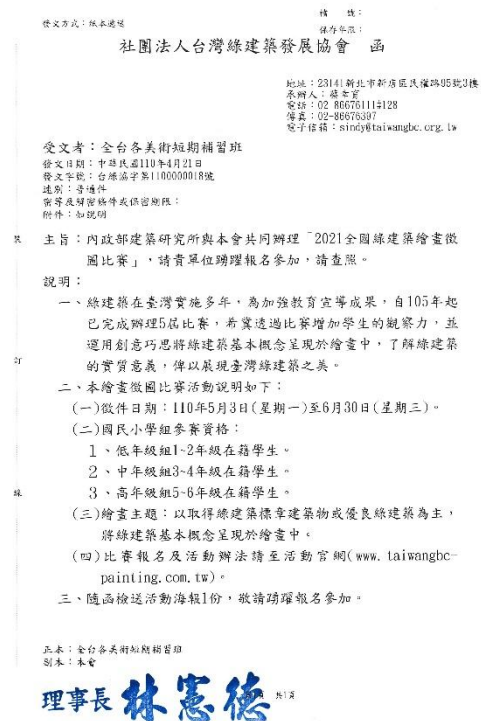 檔　號：
發文方式：紙本遞送
保存年限：
社團法人台灣綠建築發展協會　函
地址：23141新北市新店區民權路95號3樓
承辦人：蔡孝育
電話：02 86676111#128
傳真：02-86676397
電子信箱：sindy@taiwangbc.org.tw
受文者：全台各美術短期補習班
發文日期：中華民國110年4月21日
發文字號：台綠協字第1100000018號
速別：普通件
密等及解密條件或保密期限：
附件：如說明
裝
主旨：內政部建築研究所與本會共同辦理「2021全國綠建築繪畫徵
圖比賽」，請貴單位踴躍報名參加，請查照。
說明：
一、綠建築在臺灣實施多年，為加強教育宣導成果，自105年起
已完成辦理5屆比賽，希冀透過比賽增加學生的觀察力，並
運用創意巧思將綠建築基本概念呈現於繪畫中，了解綠建築
訂
的實質意義，俾以展現臺灣綠建築之美。
二、本繪畫徵圖比賽活動說明如下：
(一)徵件日期：110年5月3日(星期一)至6月30日(星期三)。
(二)國民小學組參賽資格：
１、低年級組1-2年級在籍學生。
２、中年級組3-4年級在籍學生。
線
３、高年級組5-6年級在籍學生。
(三)繪畫主題：以取得綠建築標章建築物或優良綠建築為主，
將綠建築基本概念呈現於繪畫中。
(四)比賽報名及活動辦法請至活動官網(www. taiwangbc-
painting.com.tw)。
三、隨函檢送活動海報1份，敬請踴躍報名參加。
正本：全台各美術短期補習班
副本：本會
理事長 林憲德
共1頁